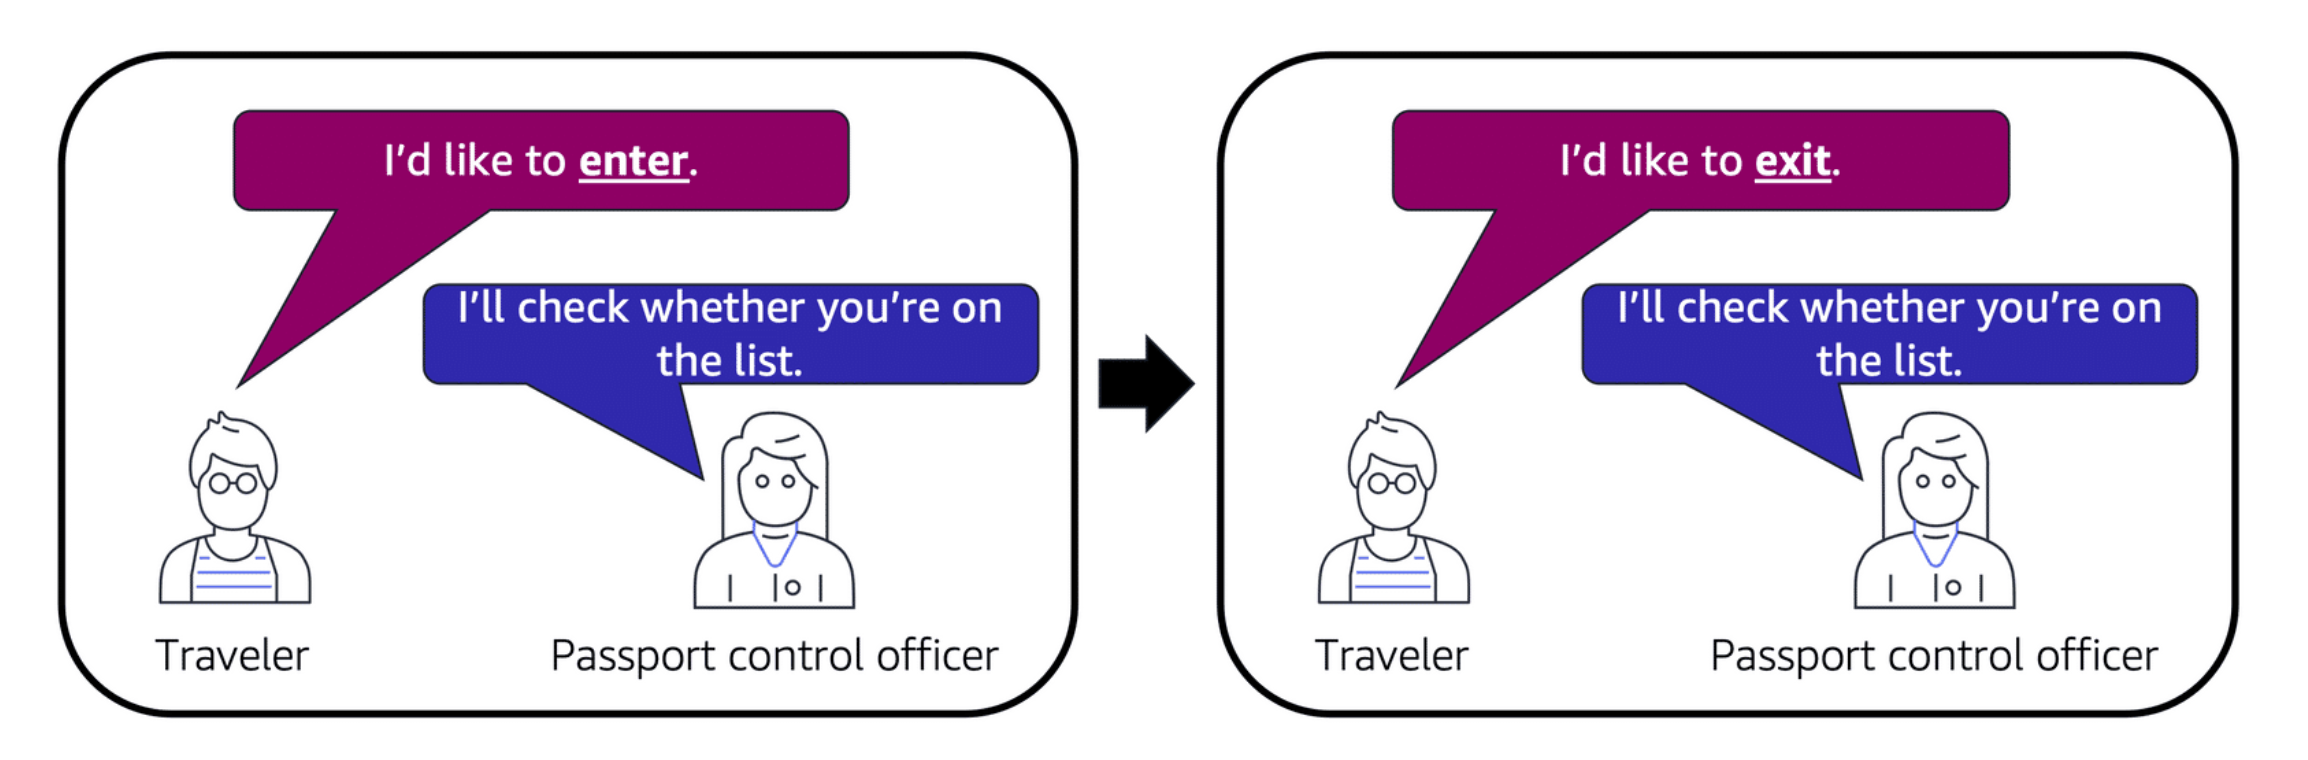 I’d like to enter.
I’ll check whether you’re on
the list.
Traveler
Passport control officer
I’d like to exit.
I’ll check whether you’re on
the list.
Traveler
Passport control officer